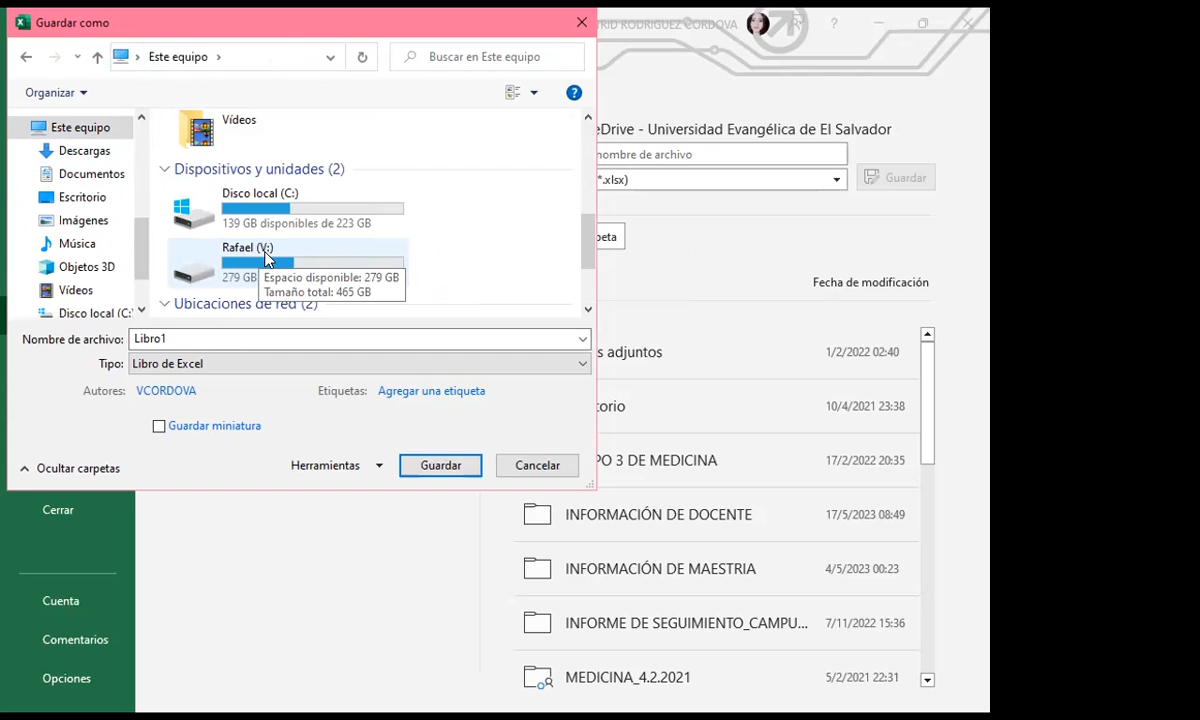 Guardar como
RID RODRIGUEZ CORDOVA
?
Este equipo
Buscar en Este equipo
Organizar
?
Este equipo
Descargas
Documentos
Escritorio
Imágenes
Música
Objetos 3D
Vídeos
Disco local (C:
Vídeos
Dispositivos y unidades (2)
Disco local (C:)
139 GB disponibles de 223 GB
Rafael (V:)
279 GB
Espacio disponible: 279 GB
Tamaño total: 465 GB
Ubicaciones de red (2)
Nombre de archivo: Libro1
Tipo: Libro de Excel
Autores: VCORDOVA
Etiquetas: Agregar una etiqueta
Guardar miniatura
Ocultar carpetas
Herramientas
Guardar
Cancelar
eDrive - Universidad Evangélica de El Salvador
nombre de archivo
*.xlsx)
Guardar
peta
Fecha de modificación
s adjuntos 1/2/2022 02:40
torio 10/4/2021 23:38
PO 3 DE MEDICINA 17/2/2022 20:35
INFORMACIÓN DE DOCENTE 17/5/2023 08:49
INFORMACIÓN DE MAESTRIA 4/5/2023 00:23
INFORME DE SEGUIMIENTO_CAMPU... 7/11/2022 15:36
MEDICINA_4.2.2021 5/2/2021 22:31
Cerrar
Cuenta
Comentarios
Opciones